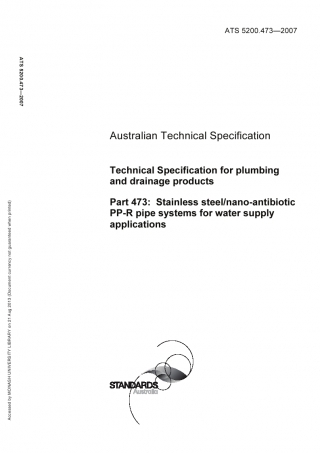 ATS 5200.473—2007
ATS 5200.473—2007
Australian Technical Specification
Technical Specification for plumbing
and drainage products
Part 473: Stainless steel/nano-antibiotic
PP-R pipe systems for water supply
applications
Accessed by MONASH UNIVERSITY LIBRARY on 21 Aug 2013 (Document currency not guaranteed when printed)
STANDARDS
Australia